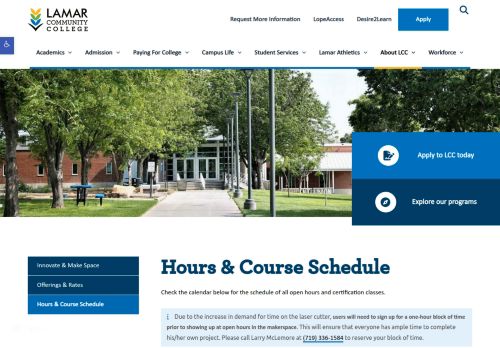 LAMAR
COMMUNITY
COLLEGE
Request More Information LopeAccess Desire2Learn Apply
Academics Admission Paying For College Campus Life Student Services Lamar Athletics About LCC Workforce
Apply to LCC today
Explore our programs
Innovate & Make Space
Offerings & Rates
Hours & Course Schedule
Hours & Course Schedule
Check the calendar below for the schedule of all open hours and certification classes.
Due to the increase in demand for time on the laser cutter, users will need to sign up for a one-hour block of time
prior to showing up at open hours in the makerspace. This will ensure that everyone has ample time to complete
his/her own project. Please call Larry McLemore at (719) 336-1584 to reserve your block of time.